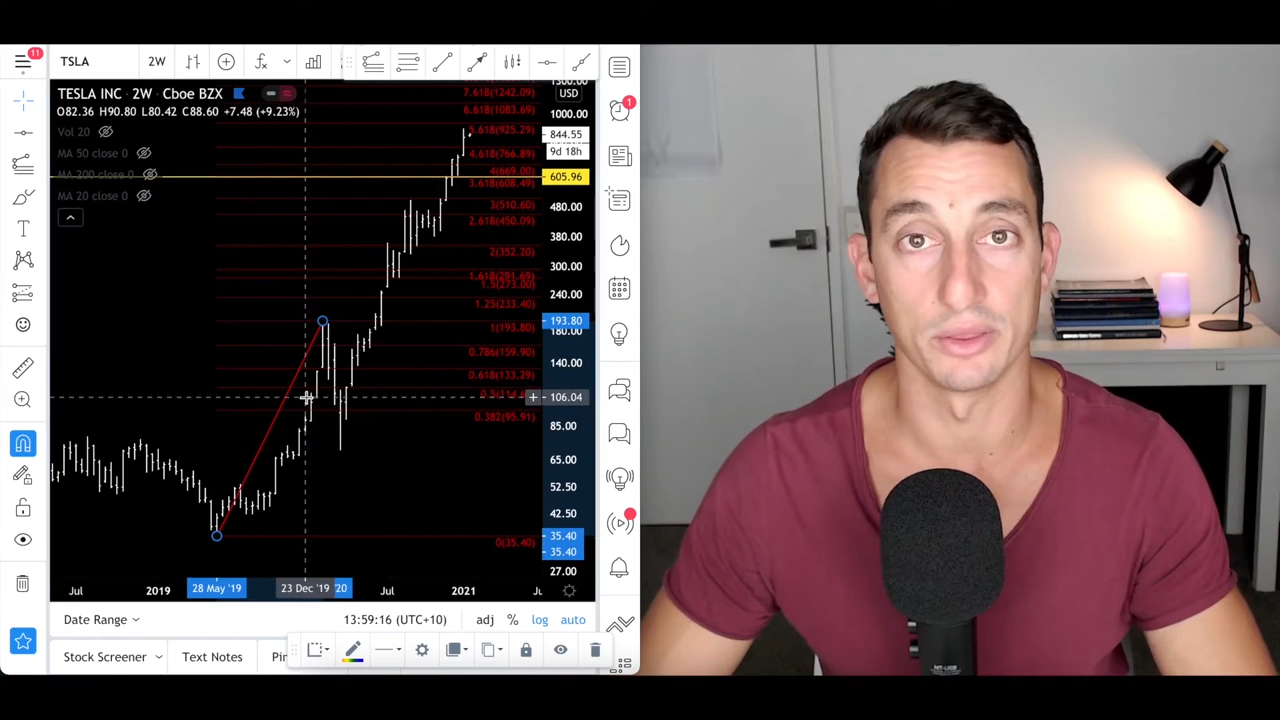 11
TSLA
2W
TESLA INC · 2W · Cboe BZX
O82.36 H90.80 L80.42 C88.60 +7.48 (+9.23%)
Vol 20
MA 50 close 0
MA 200 close 0
MA 20 close 0
USD
7.618(1242.09)
6.618(1083.69)
1000.00
5.618(925.29)
844.55
9d 18h
4.618(766.89)
4(669.00)
605.96
3.618(608.49)
3(510.60)
480.00
2.618(450.09)
380.00
2(352.20)
300.00
1.618(291.69)
1.5(273.00)
240.00
1.25(233.40)
193.80
1(193.80)
180.00
0.786(159.90)
140.00
0.618(133.29)
106.04
0.382(95.91)
85.00
65.00
52.50
42.50
35.40
0(35.40)
35.40
27.00
Jul
2019
28 May '19
23 Dec '19
'20
Jul
2021
Date Range
13:59:16 (UTC+10)
adj
%
log
auto
Stock Screener
Text Notes
1
NT-USB